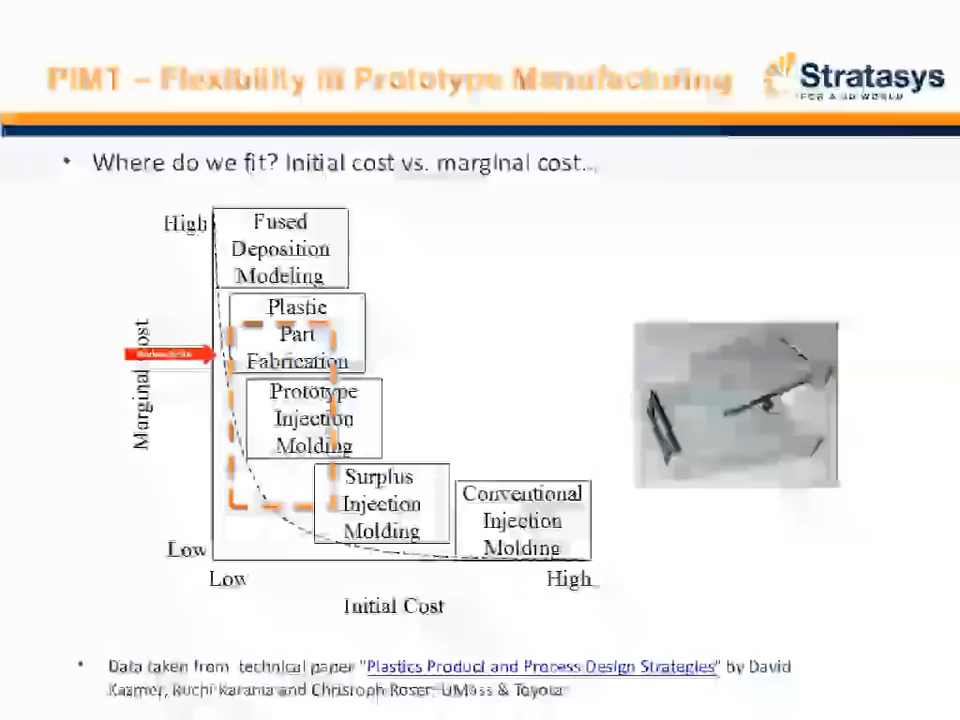 PIMT – Flexibility in Prototype Manufacturing
Stratasys
FOR A 3D WORLD
• Where do we fit? Initial cost vs. marginal cost...
High
Fused
Deposition
Modeling
Plastic
Part
Fabrication
Prototype
Injection
Molding
Surplus
Injection
Molding
Conventional
Injection
Molding
Marginal Cost
Low
Low
High
Initial Cost
• Data taken from technical paper "Plastics Product and Process Design Strategies" by David
Kazmer, Ruchi Karania and Christoph Roser; UMass & Toyota